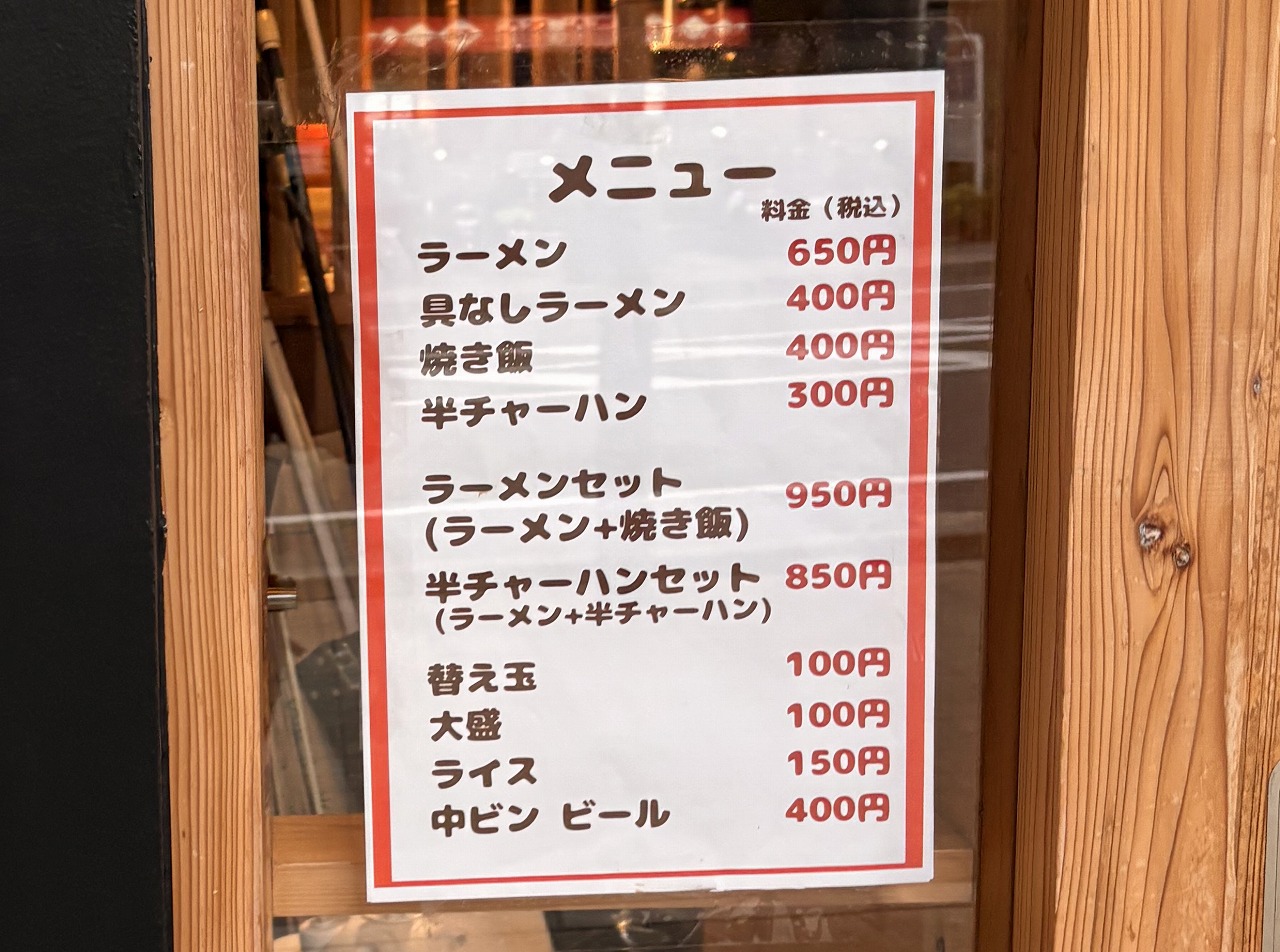 メニュー
料金（税込）
ラーメン 650円
具なしラーメン 400円
焼き飯 400円
半チャーハン 300円
ラーメンセット 950円
(ラーメン+焼き飯)
半チャーハンセット 850円
(ラーメン+半チャーハン)
替え玉 100円
大盛 100円
ライス 150円
中ビン ビール 400円